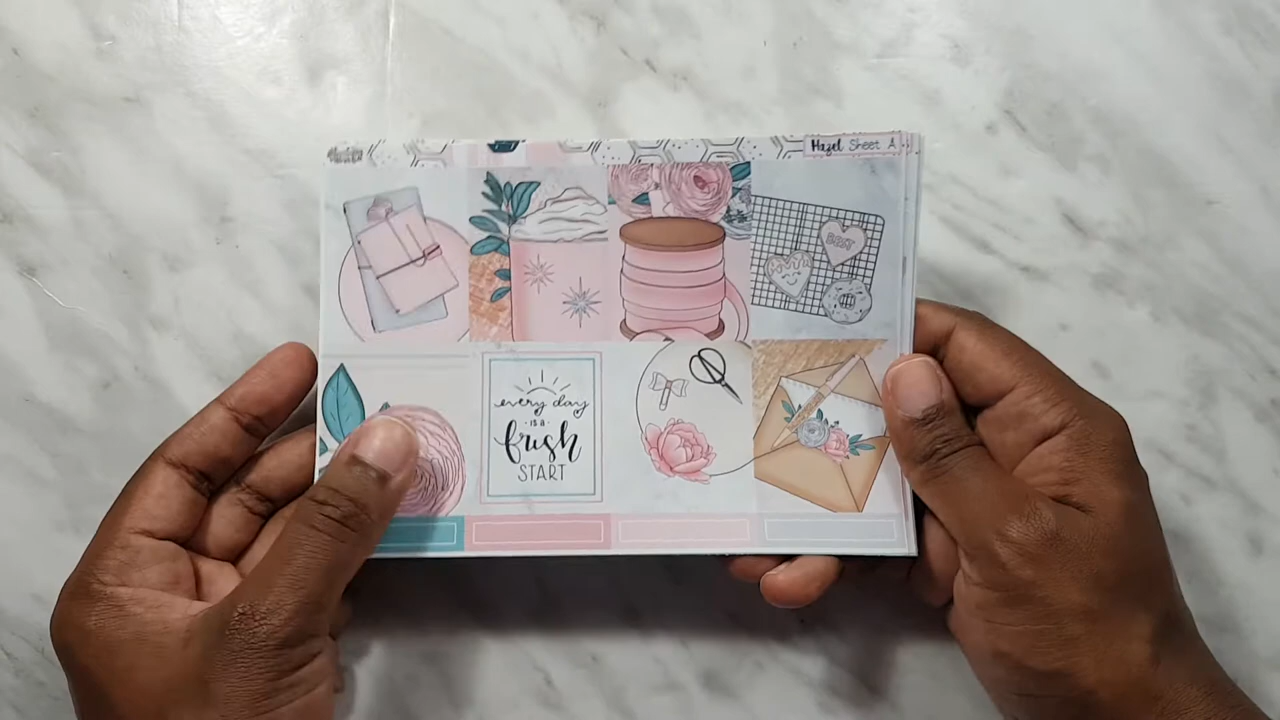 Hazel Sheet A
BEST
every day
· IS A ·
fresh
START